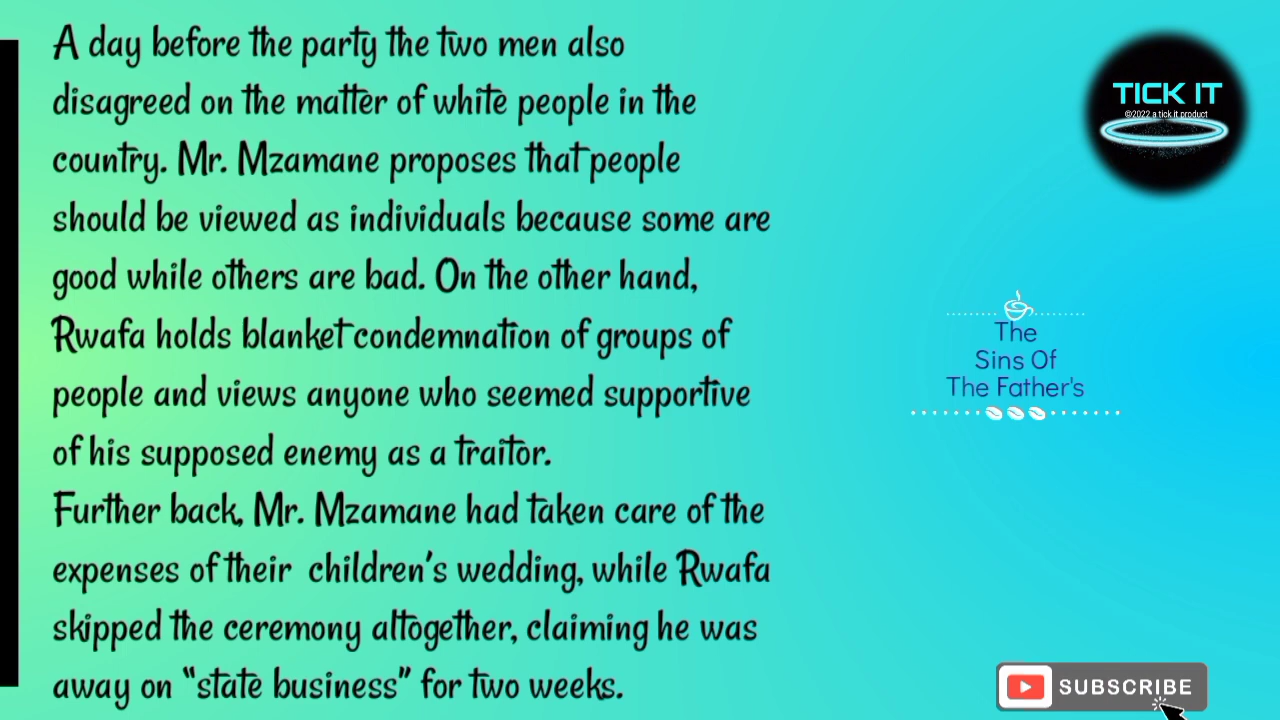 A day before the party the two men also
disagreed on the matter of white people in the
country. Mr. Mzamane proposes that people
should be viewed as individuals because some are
good while others are bad. On the other hand,
Rwafa holds blanket condemnation of groups of
people and views anyone who seemed supportive
of his supposed enemy as a traitor.
Further back, Mr. Mzamane had taken care of the
expenses of their children's wedding, while Rwafa
skipped the ceremony altogether, claiming he was
away on “state business” for two weeks.
TICK IT
©2022 a tick it product
The
Sins Of
The Father's
SUBSCRIBE